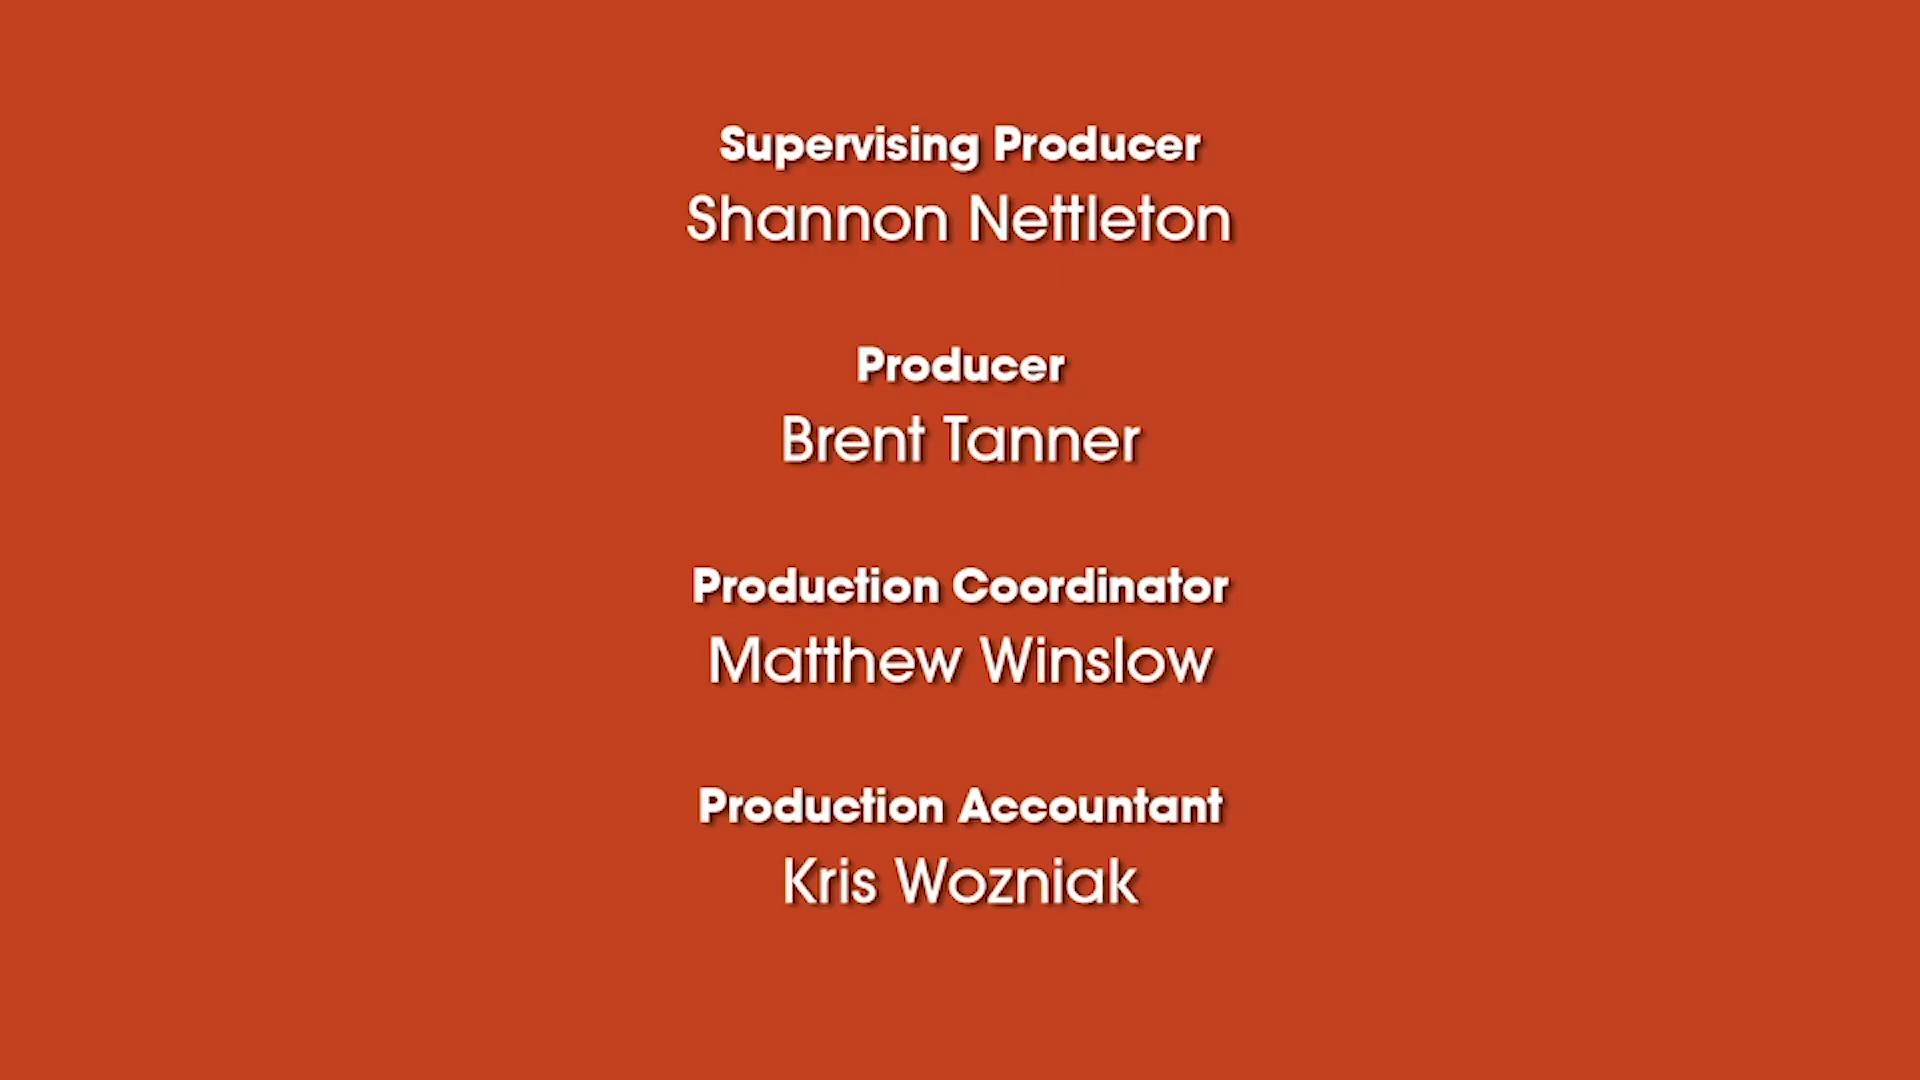 Supervising Producer
Shannon Nettleton
Producer
Brent Tanner
Production Coordinator
Matthew Winslow
Production Accountant
Kris Wozniak